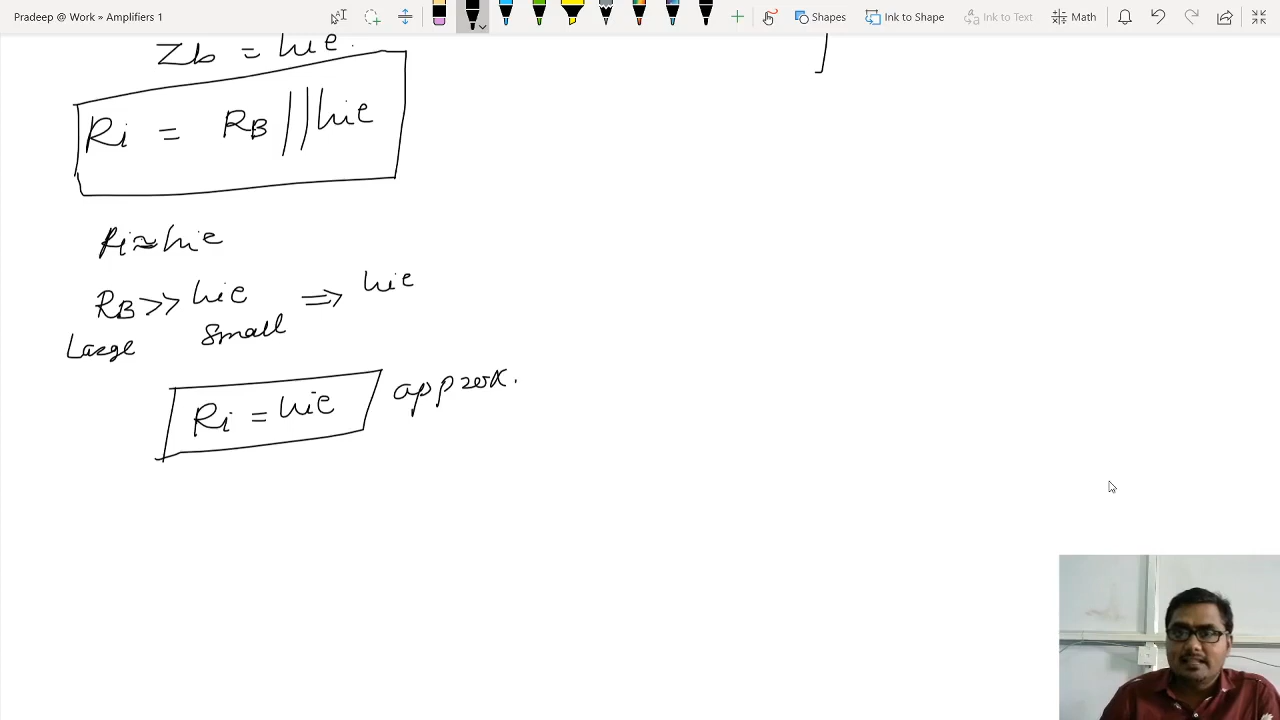 Pradeep @ Work » Amplifiers 1
Shapes
Ink to Shape
Ink to Text
Math
Zb = hie.
Ri = RB || hie
Ri ≈ hie
RB >> hie ⇒ hie
Large Small
Ri = hie approx.